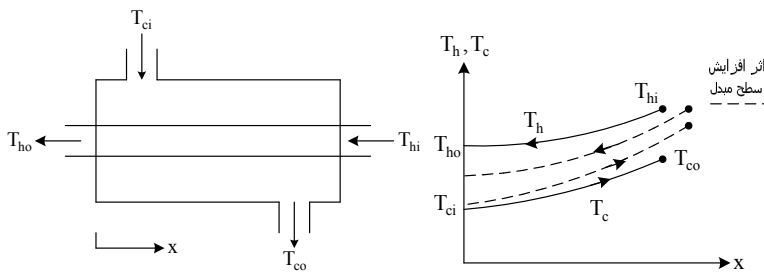 T_ci
T_ho
T_hi
x
T_co
T_h , T_c
اثر افزایش
سطح مبدل
T_hi
T_h
T_ho
T_co
T_ci
T_c
x